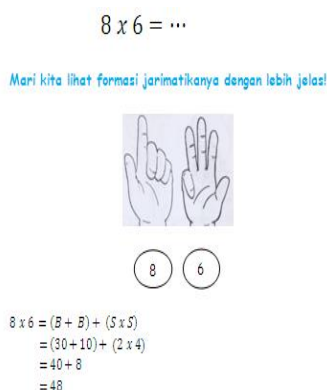 8 x 6 = ...
Mari kita lihat formasi jarimatikanya dengan lebih jelas!
8 6
8 x 6 = (B + B) + (S x S)
= (30+10) + (2 x 4)
= 40 + 8
= 48